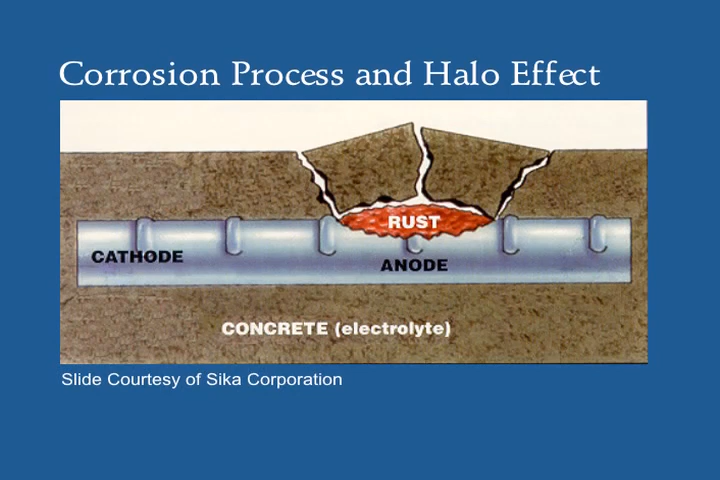 Corrosion Process and Halo Effect
RUST
CATHODE
ANODE
CONCRETE (electrolyte)
Slide Courtesy of Sika Corporation